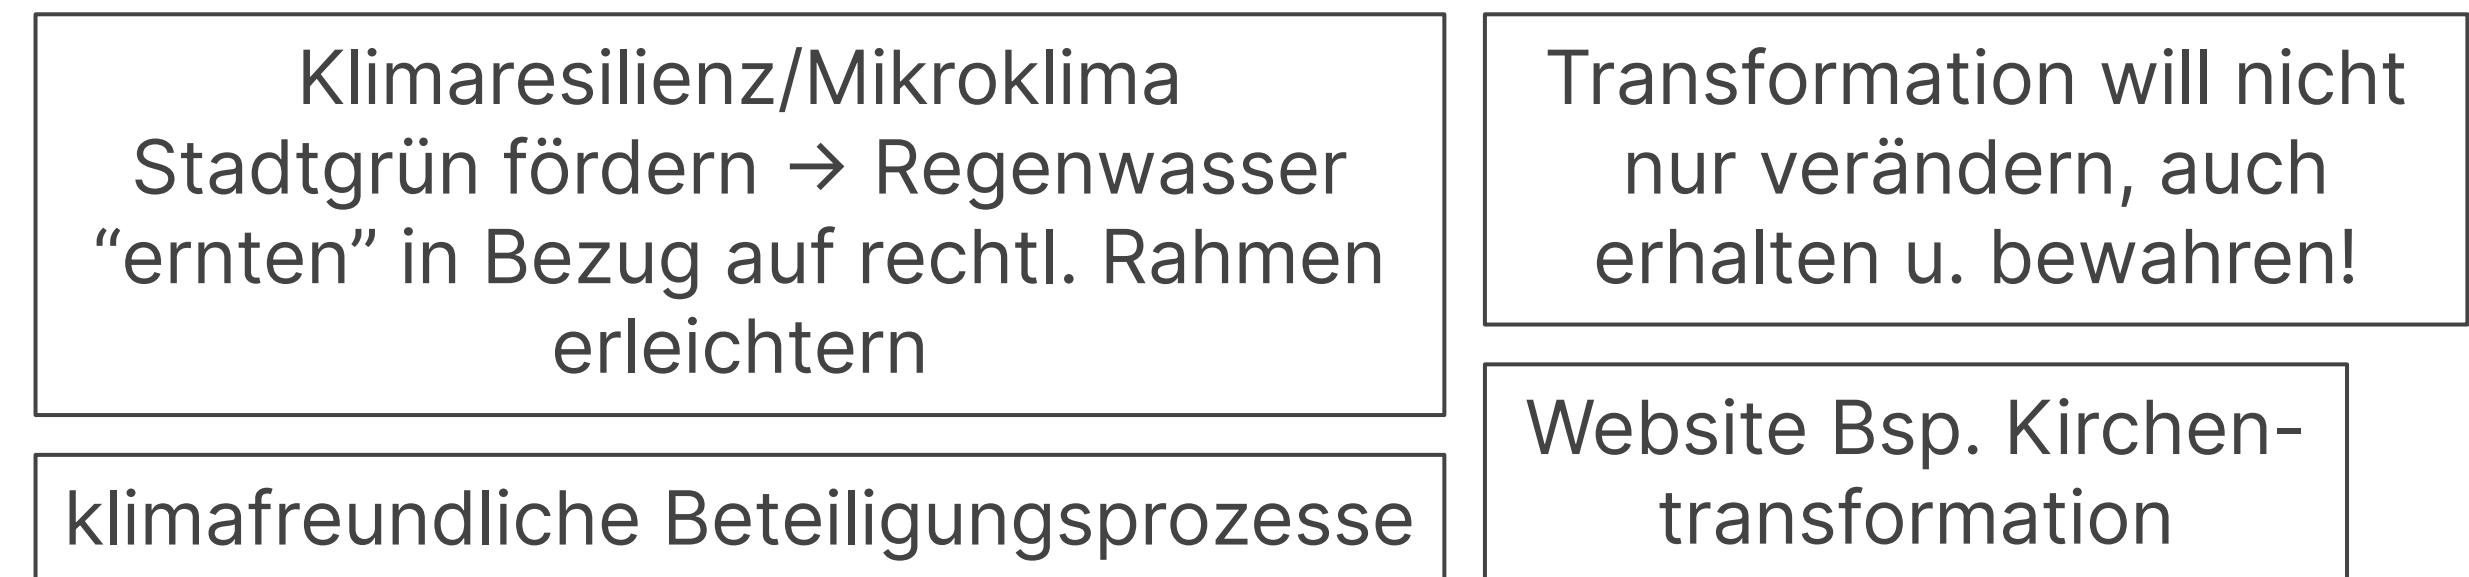 Klimaresilienz/Mikroklima
Stadtgrün fördern → Regenwasser
“ernten” in Bezug auf rechtl. Rahmen
erleichtern
klimafreundliche Beteiligungsprozesse
Transformation will nicht
nur verändern, auch
erhalten u. bewahren!
Website Bsp. Kirchen-
transformation